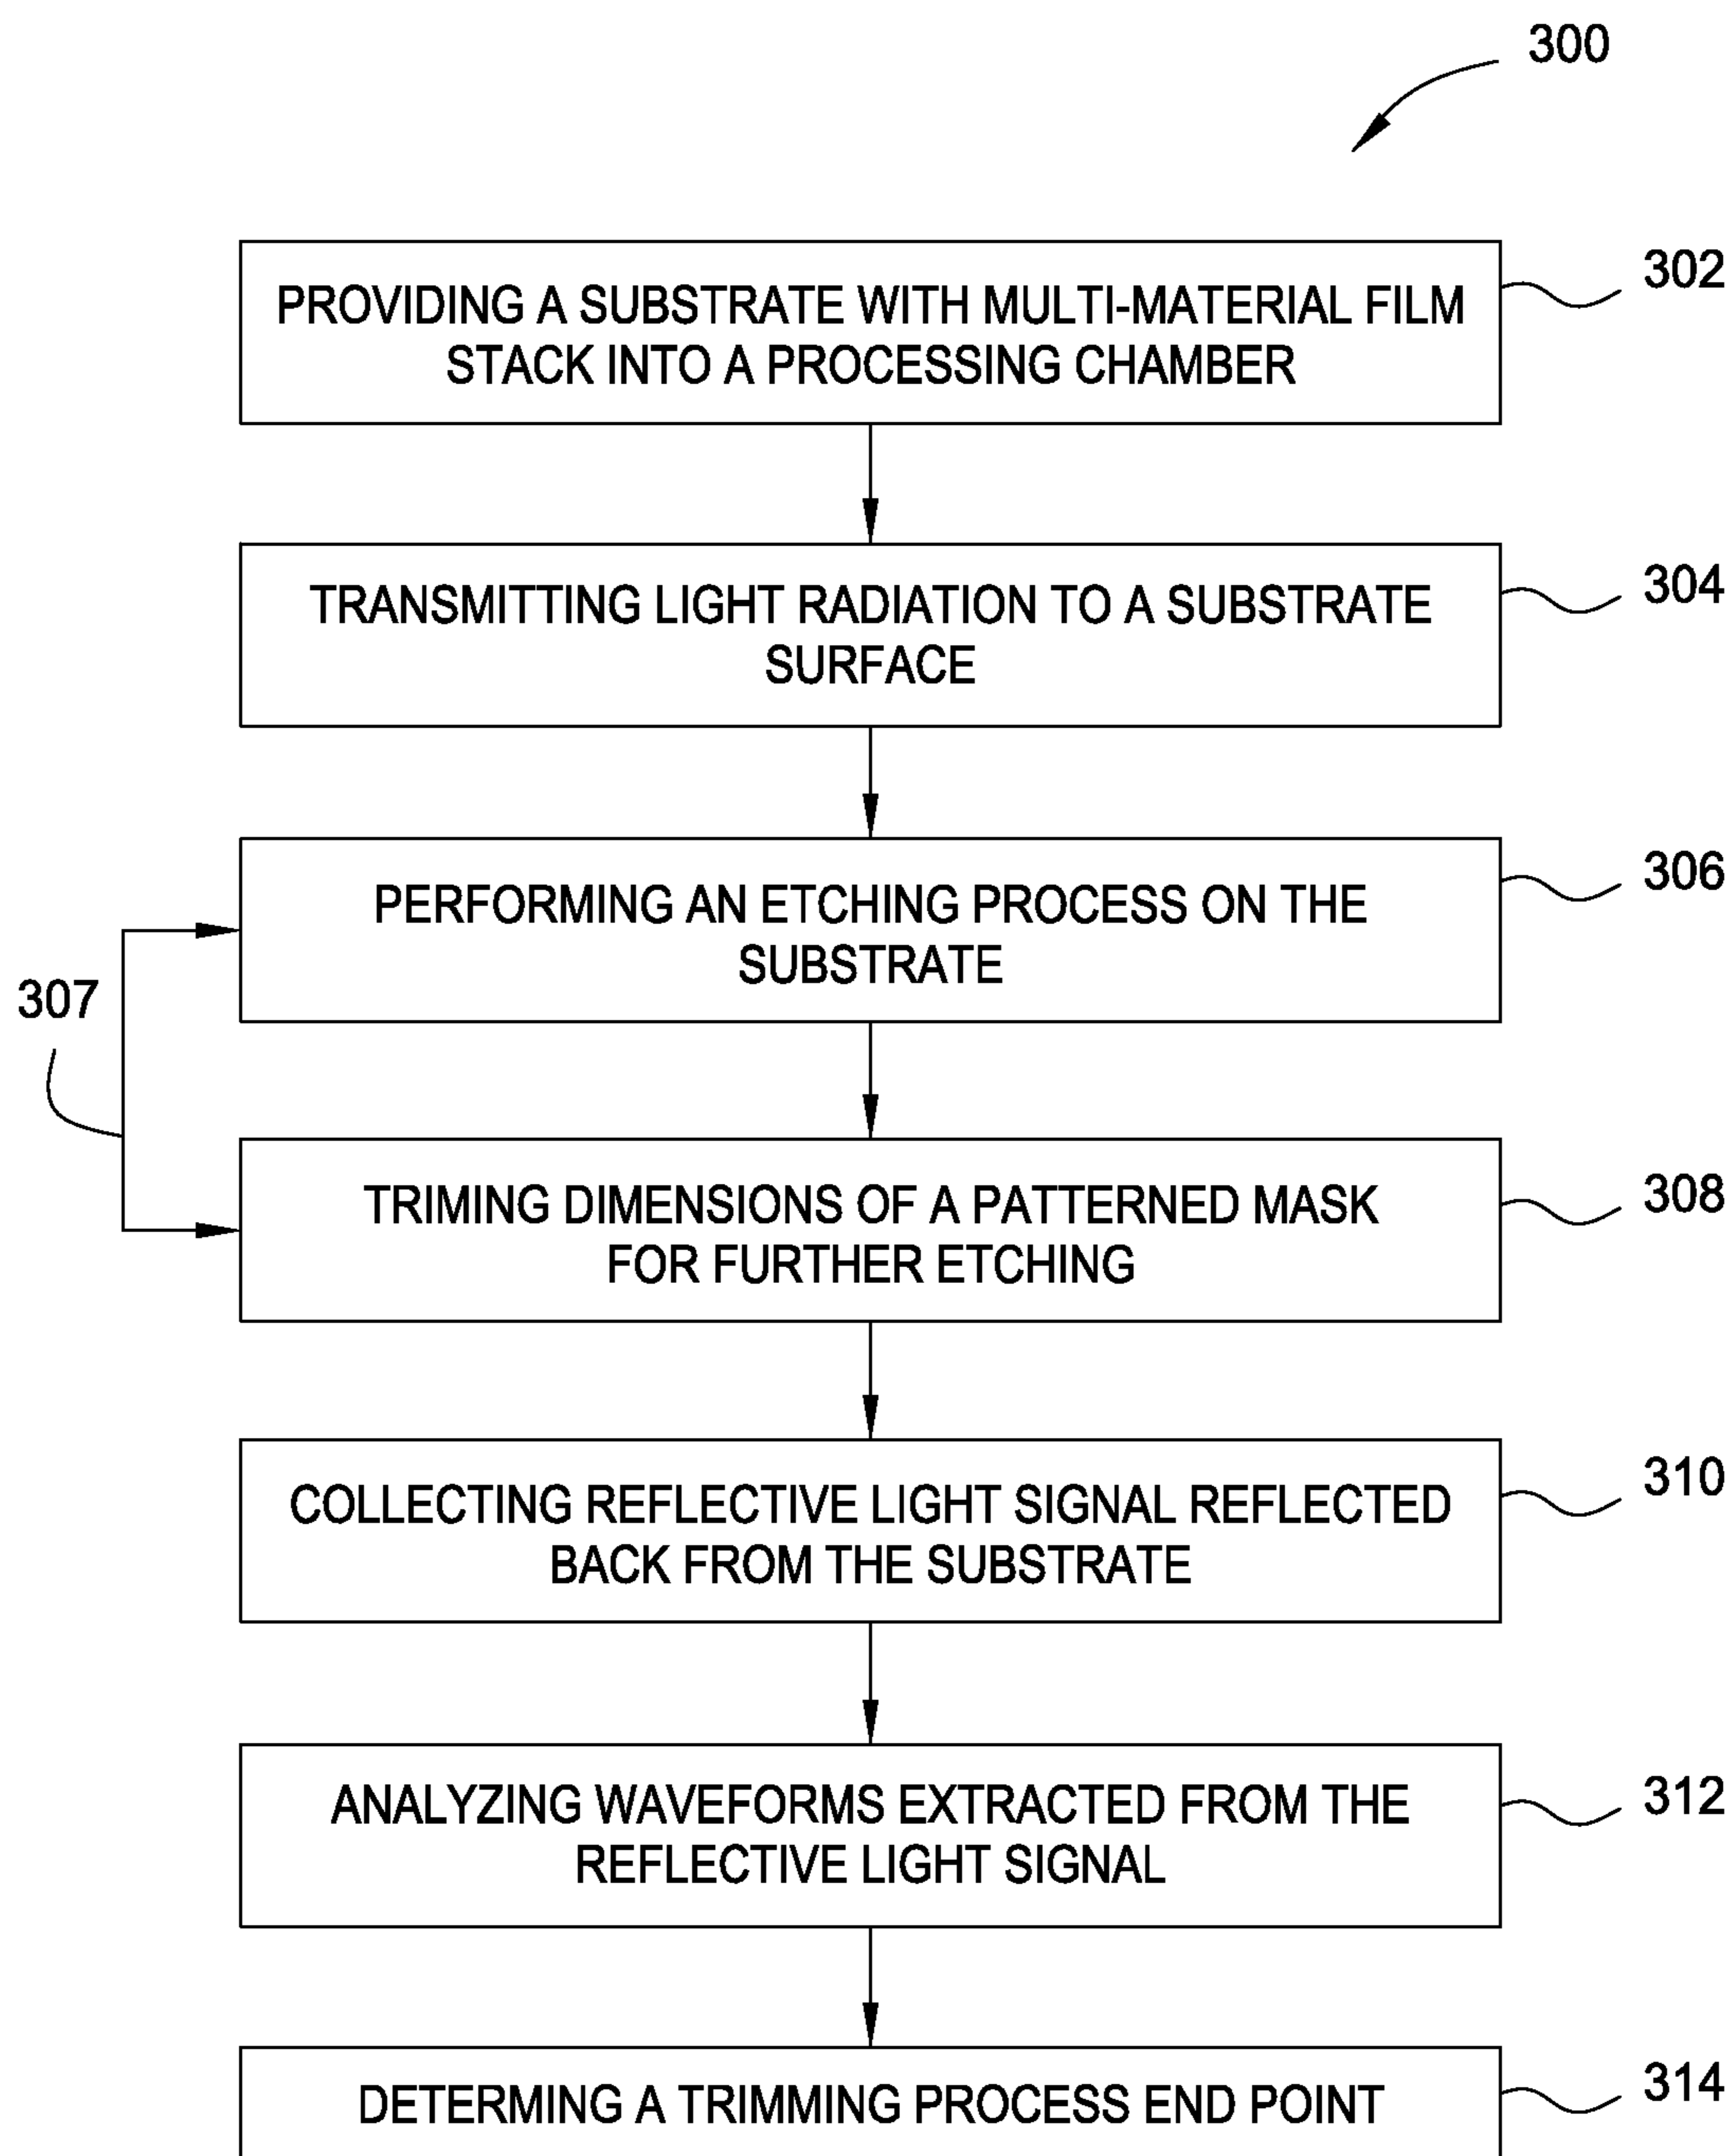 300
PROVIDING A SUBSTRATE WITH MULTI-MATERIAL FILM
STACK INTO A PROCESSING CHAMBER
302
TRANSMITTING LIGHT RADIATION TO A SUBSTRATE
SURFACE
304
PERFORMING AN ETCHING PROCESS ON THE
SUBSTRATE
306
307
TRIMING DIMENSIONS OF A PATTERNED MASK
FOR FURTHER ETCHING
308
COLLECTING REFLECTIVE LIGHT SIGNAL REFLECTED
BACK FROM THE SUBSTRATE
310
ANALYZING WAVEFORMS EXTRACTED FROM THE
REFLECTIVE LIGHT SIGNAL
312
DETERMING A TRIMMING PROCESS END POINT
314